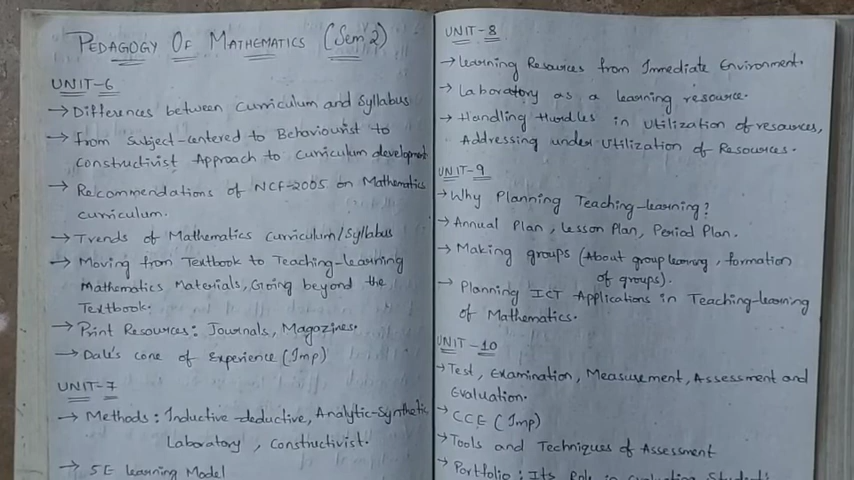 PEDAGOGY OF MATHEMATICS (Sem 2)
UNIT-6
→ Differences between Curriculum and Syllabus
→ From Subject-centered to Behaviourist to
Constructivist Approach to Curriculum development
→ Recommendations of NCF-2005 on Mathematics
curriculum.
→ Trends of Mathematics Curriculum/Syllabus
→ Moving from Textbook to Teaching-learning
Mathematics Materials, Going beyond the
Textbook.
→ Print Resources: Journals, Magazines.
→ Dale's cone of Experience (Imp)
UNIT-7
→ Methods: Inductive-deductive, Analytic-Synthetic,
Laboratory, Constructivist.
→ 5E learning Model
UNIT-8
→ Learning Resources from Immediate Environment.
→ Laboratory as a learning resource.
→ Handling Hurdles in Utilization of resources,
Addressing under Utilization of Resources.
UNIT-9
→ Why Planning Teaching-learning?
→ Annual Plan, Lesson Plan, Period Plan.
→ Making groups (About group learning, formation
of groups).
→ Planning ICT Applications in Teaching-learning
of Mathematics.
UNIT-10
→ Test, Examination, Measurement, Assessment and
Evaluation.
→ CCE (Imp)
→ Tools and Techniques of Assessment
→ Portfolio: Its Role in evaluating